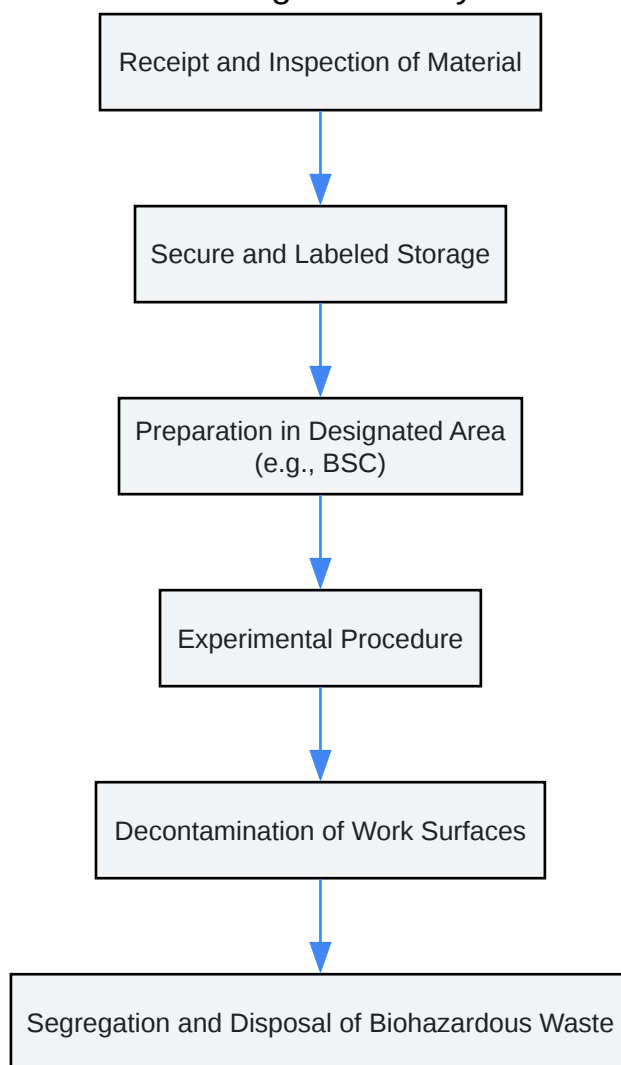 Receipt and Inspection of Material
Secure and Labeled Storage
Preparation in Designated Area
(e.g., BSC)
Experimental Procedure
Decontamination of Work Surfaces
Segregation and Disposal of Biohazardous Waste